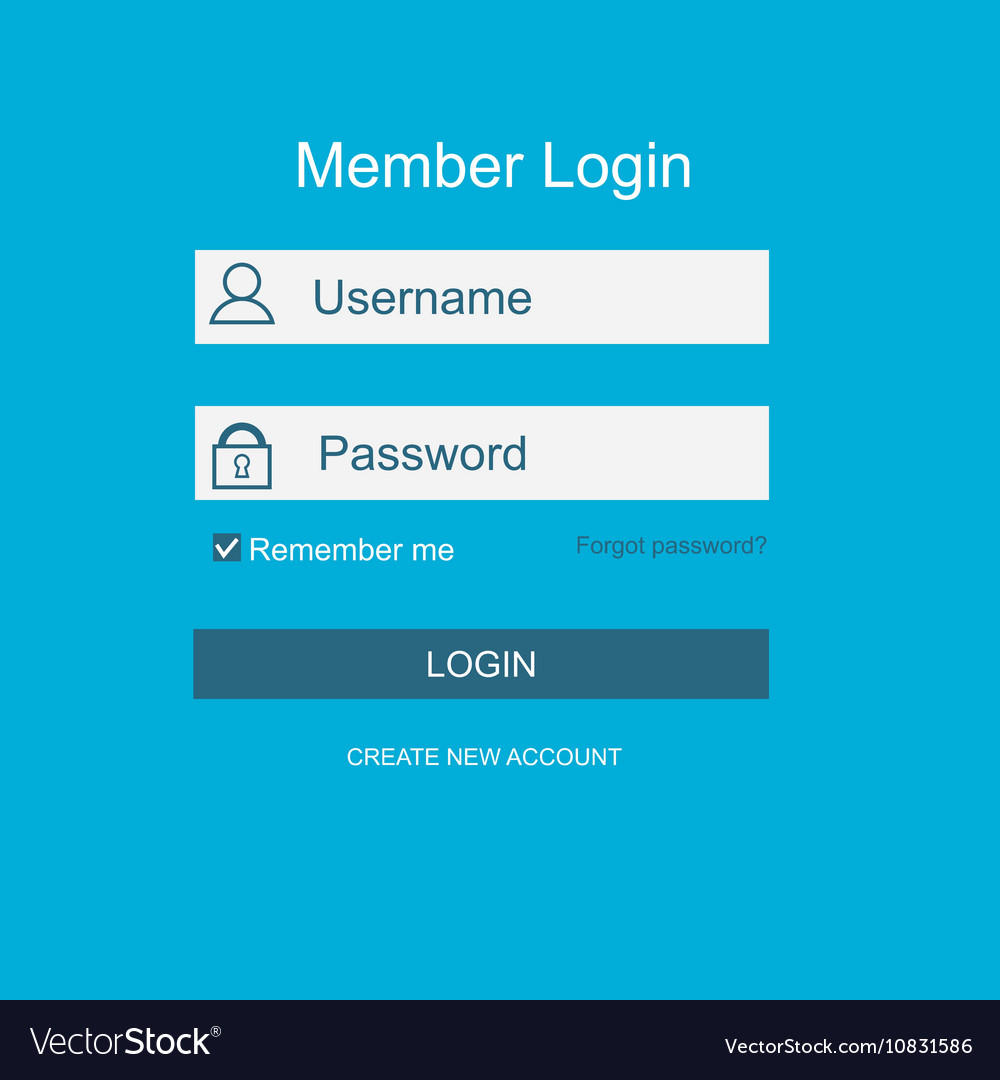 Member Login
Username
Password
Remember me
Forgot password?
LOGIN
CREATE NEW ACCOUNT
VectorStock®
VectorStock.com/10831586